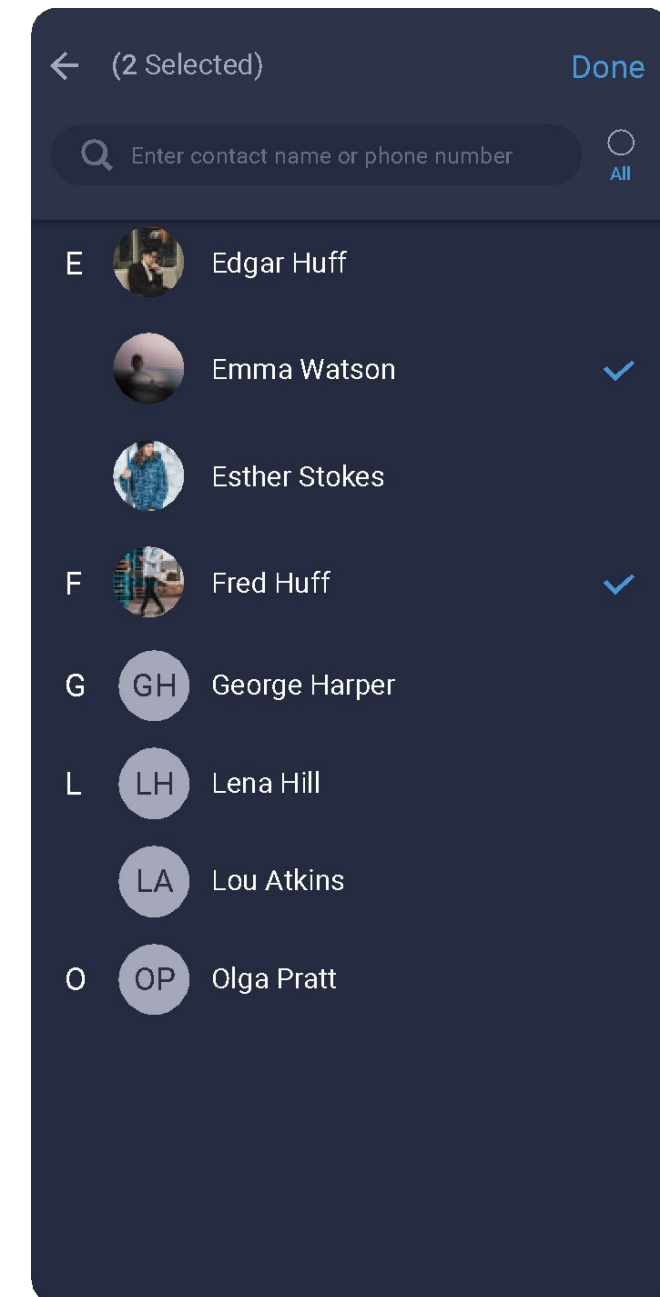 (2 Selected) Done
Enter contact name or phone number
All
E Edgar Huff
Emma Watson
Esther Stokes
F Fred Huff
G GH George Harper
L LH Lena Hill
LA Lou Atkins
O OP Olga Pratt